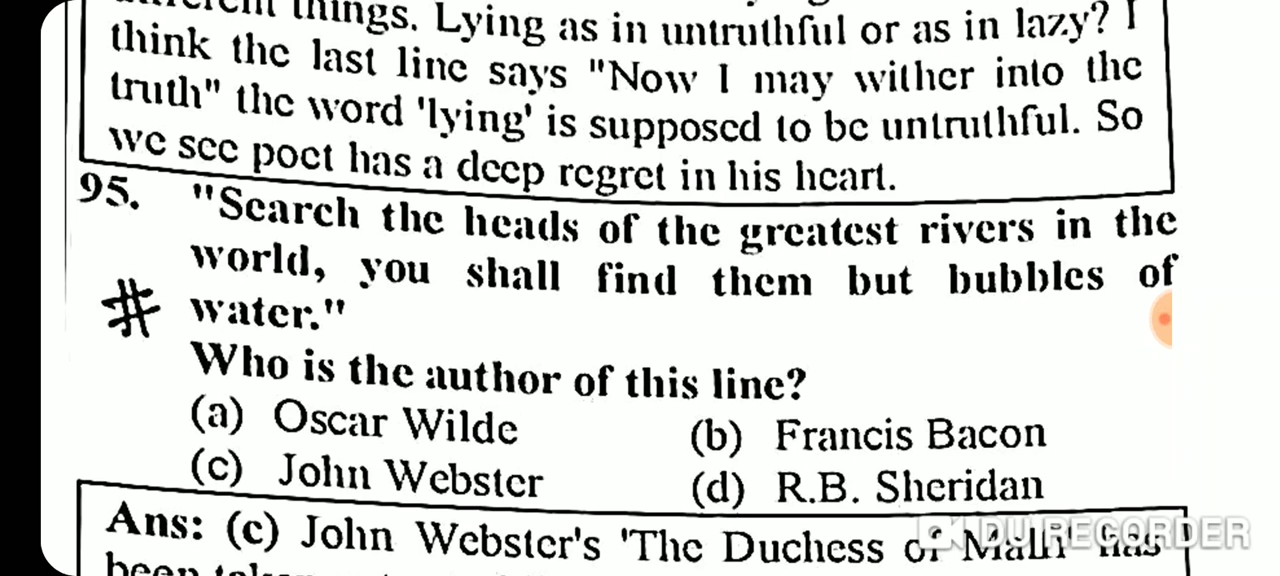 things. Lying as in untruthful or as in lazy? I
think the last line says "Now I may wither into the
truth" the word 'lying' is supposed to be untruthful. So
we see poet has a deep regret in his heart.
95. "Search the heads of the greatest rivers in the
world, you shall find them but bubbles of
# water."
Who is the author of this line?
(a) Oscar Wilde (b) Francis Bacon
(c) John Webster (d) R.B. Sheridan
Ans: (c) John Webster's 'The Duchess of Malfi' has
been
DU RECORDER